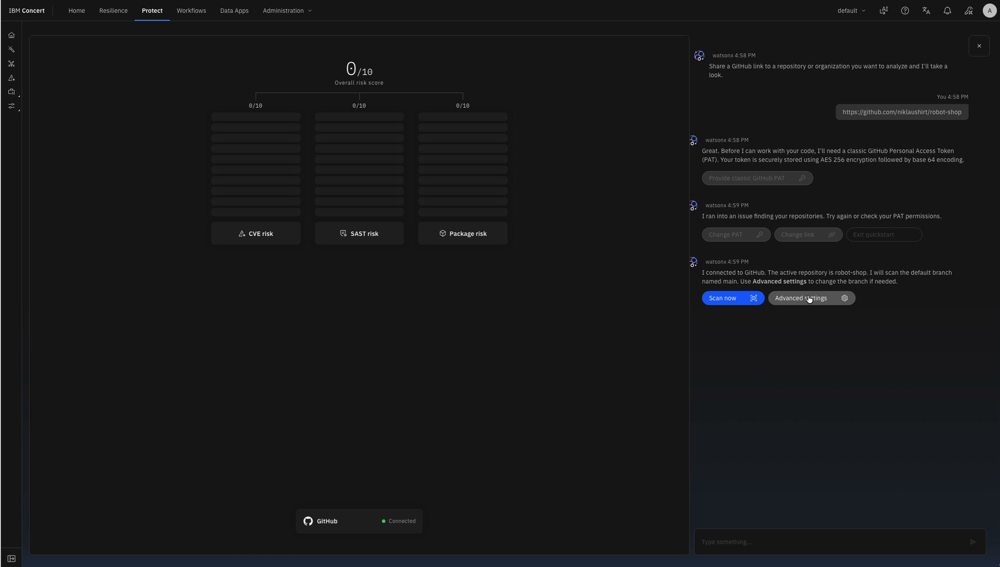 IBM Concert
Home
Resilience
Protect
Workflows
Data Apps
Administration
default
A
0/10
Overall risk score
0/10
0/10
0/10
CVE risk
SAST risk
Package risk
GitHub
Connected
watsonx 4:58 PM
Share a GitHub link to a repository or organization you want to analyze and I'll take a
look.
You 4:58 PM
https://github.com/niklaushirt/robot-shop
watsonx 4:58 PM
Great. Before I can work with your code, I'll need a classic GitHub Personal Access Token
(PAT). Your token is securely stored using AES 256 encryption followed by base 64 encoding.
Provide classic GitHub PAT
watsonx 4:59 PM
I ran into an issue finding your repositories. Try again or check your PAT permissions.
Change PAT
Change link
Exit quickstart
watsonx 4:59 PM
I connected to GitHub. The active repository is robot-shop. I will scan the default branch
named main. Use Advanced settings to change the branch if needed.
Scan now
Advanced settings
Type something...